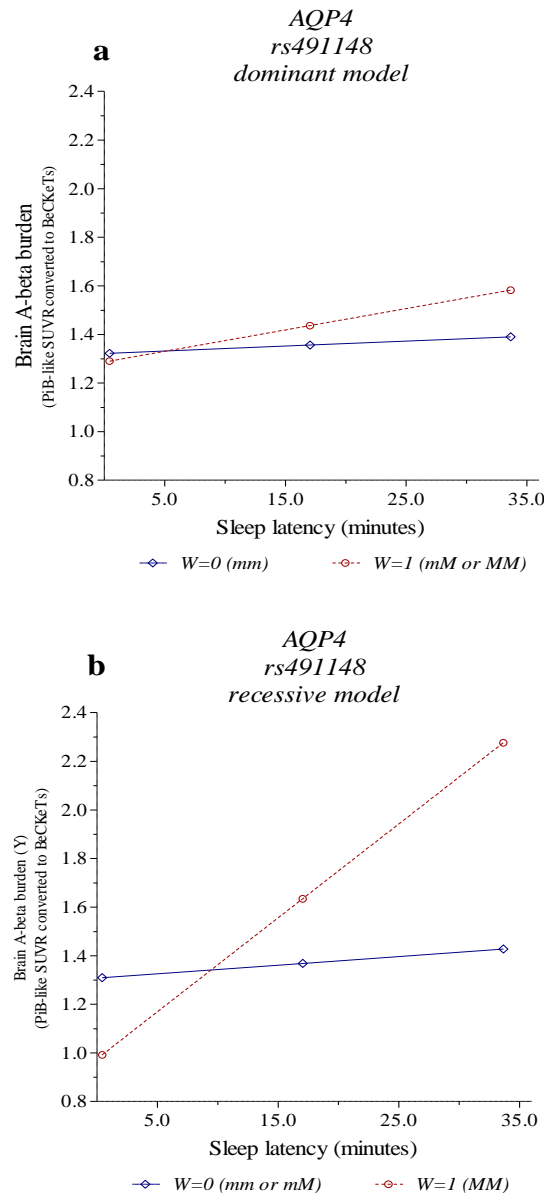 AQP4
a
rs491148
dominant model
2.4
2.2
2.0
1.8
1.6
1.4
1.2
1.0
0.8
Brain A-beta burden
(PiB-like SUVR converted to BeCKeTs)
5.0 15.0 25.0 35.0
Sleep latency (minutes)
W=0 (mm) W=1 (mM or MM)
AQP4
b
rs491148
recessive model
2.4
2.2
2.0
1.8
1.6
1.4
1.2
1.0
0.8
Brain A-beta burden (Y)
(PiB-like SUVR converted to BeCKeTs)
5.0 15.0 25.0 35.0
Sleep latency (minutes)
W=0 (mm or mM) W=1 (MM)